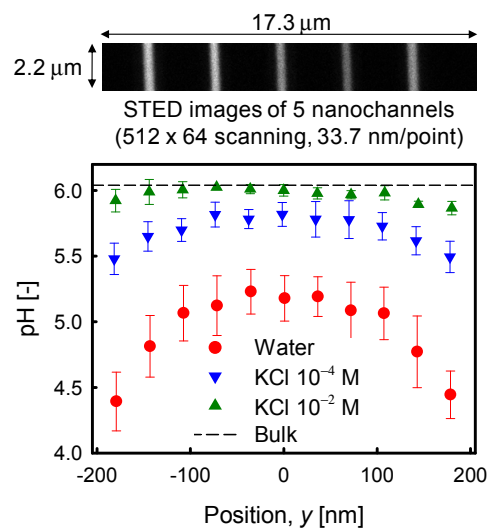 17.3 μm
2.2 μm
STED images of 5 nanochannels
(512 x 64 scanning, 33.7 nm/point)
6.0
5.5
5.0
4.5
4.0
pH [-]
Water
KCl 10⁻⁴ M
KCl 10⁻² M
Bulk
-200
-100
0
100
200
Position, y [nm]